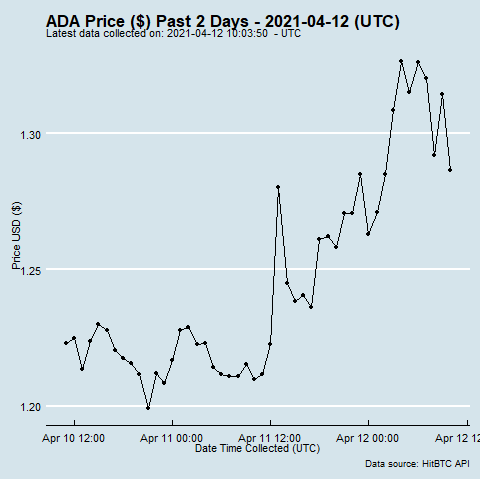 ADA Price ($) Past 2 Days - 2021-04-12 (UTC)
Latest data collected on: 2021-04-12 10:03:50  - UTC
1.30
Price USD ($)
1.25
1.20
Apr 10 12:00
Apr 11 00:00
Apr 11 12:00
Apr 12 00:00
Apr 12 12
Date Time Collected (UTC)
Data source: HitBTC API